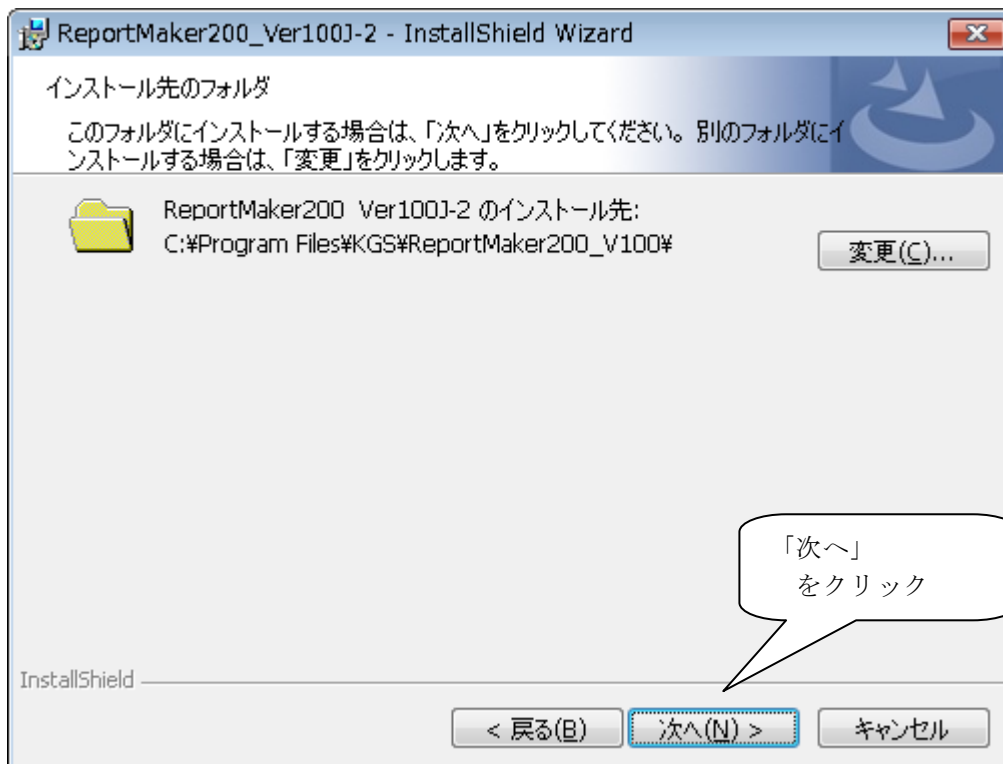 ReportMaker200_Ver100J-2 - InstallShield Wizard
インストール先のフォルダ
このフォルダにインストールする場合は、「次へ」をクリックしてください。別のフォルダにイ
ンストールする場合は、「変更」をクリックします。
ReportMaker200 Ver100J-2 のインストール先:
C:¥Program Files¥KGS¥ReportMaker200_V100¥
変更(C)...
「次へ」
をクリック
InstallShield
< 戻る(B)
次へ(N) >
キャンセル